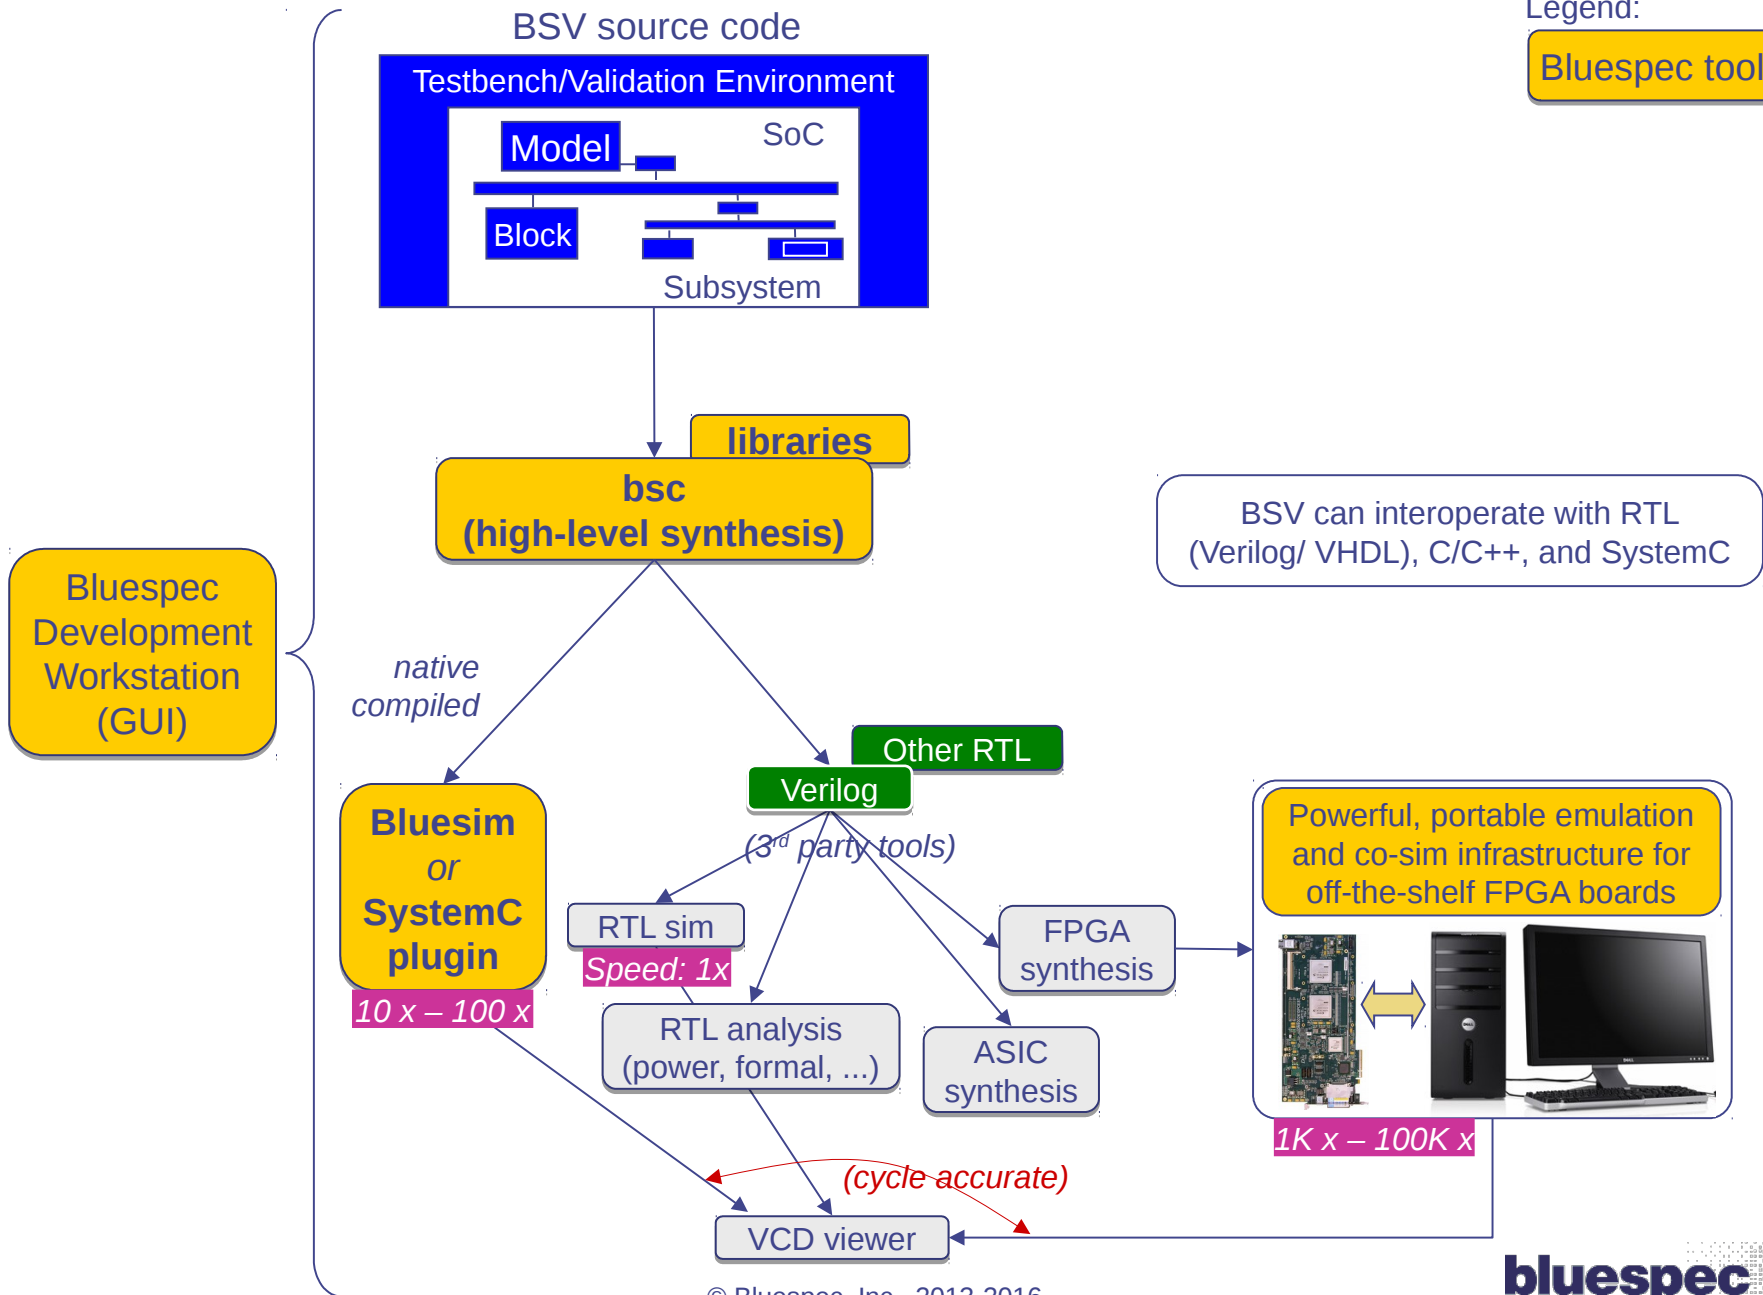 BSV source code
Legend:
Bluespec tool
Testbench/Validation Environment
SoC
Model
Block
Subsystem
libraries
bsc
(high-level synthesis)
BSV can interoperate with RTL
(Verilog/ VHDL), C/C++, and SystemC
Bluespec
Development
Workstation
(GUI)
native
compiled
Other RTL
Verilog
(3rd party tools)
Bluesim
or
SystemC
plugin
10 x – 100 x
RTL sim
Speed: 1x
RTL analysis
(power, formal, ...)
FPGA
synthesis
ASIC
synthesis
Powerful, portable emulation
and co-sim infrastructure for
off-the-shelf FPGA boards
1K x – 100K x
(cycle accurate)
VCD viewer
© Bluespec, Inc., 2013-2016
bluespec